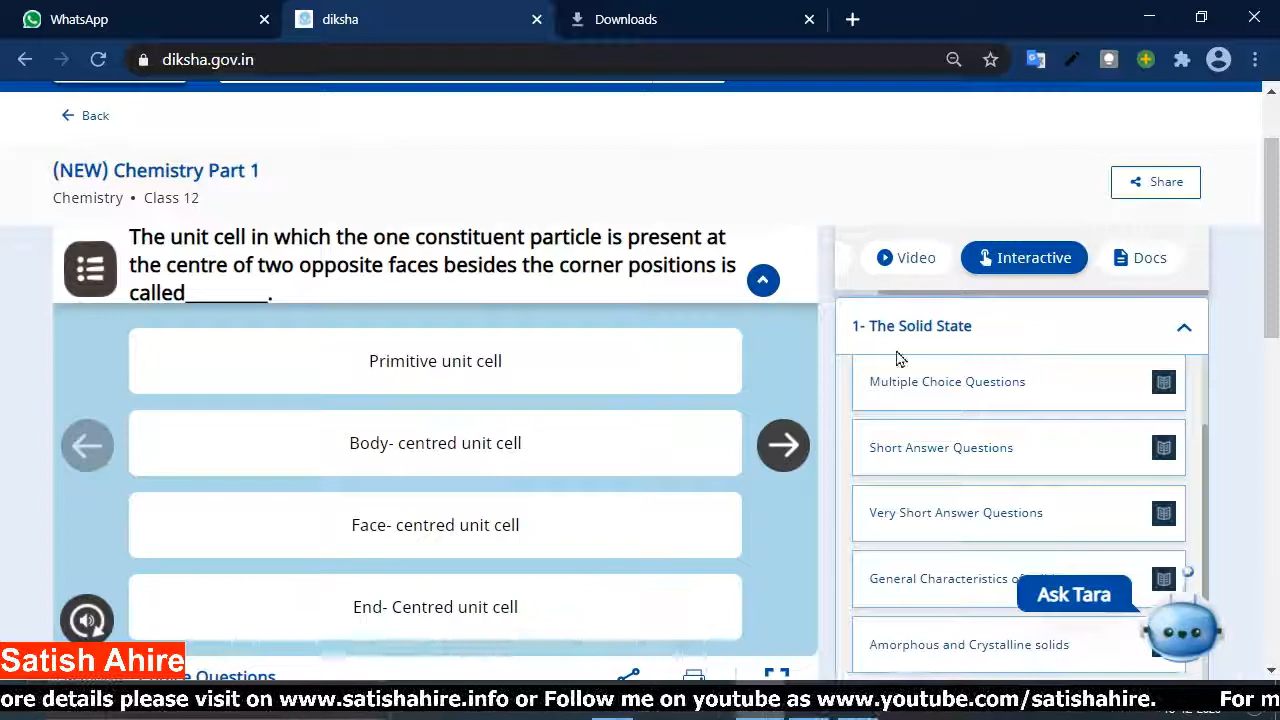 WhatsApp
diksha
Downloads
diksha.gov.in
Back
(NEW) Chemistry Part 1
Chemistry • Class 12
Share
The unit cell in which the one constituent particle is present at
the centre of two opposite faces besides the corner positions is
called________.
Primitive unit cell
Body- centred unit cell
Face- centred unit cell
End- Centred unit cell
Video
Interactive
Docs
1- The Solid State
Multiple Choice Questions
Short Answer Questions
Very Short Answer Questions
General Characteristics of
Ask Tara
Amorphous and Crystalline solids
Satish Ahire
Questions
ore details please visit on www.satishahire.info or Follow me on youtube as www.youtube.com/satishahire. For m